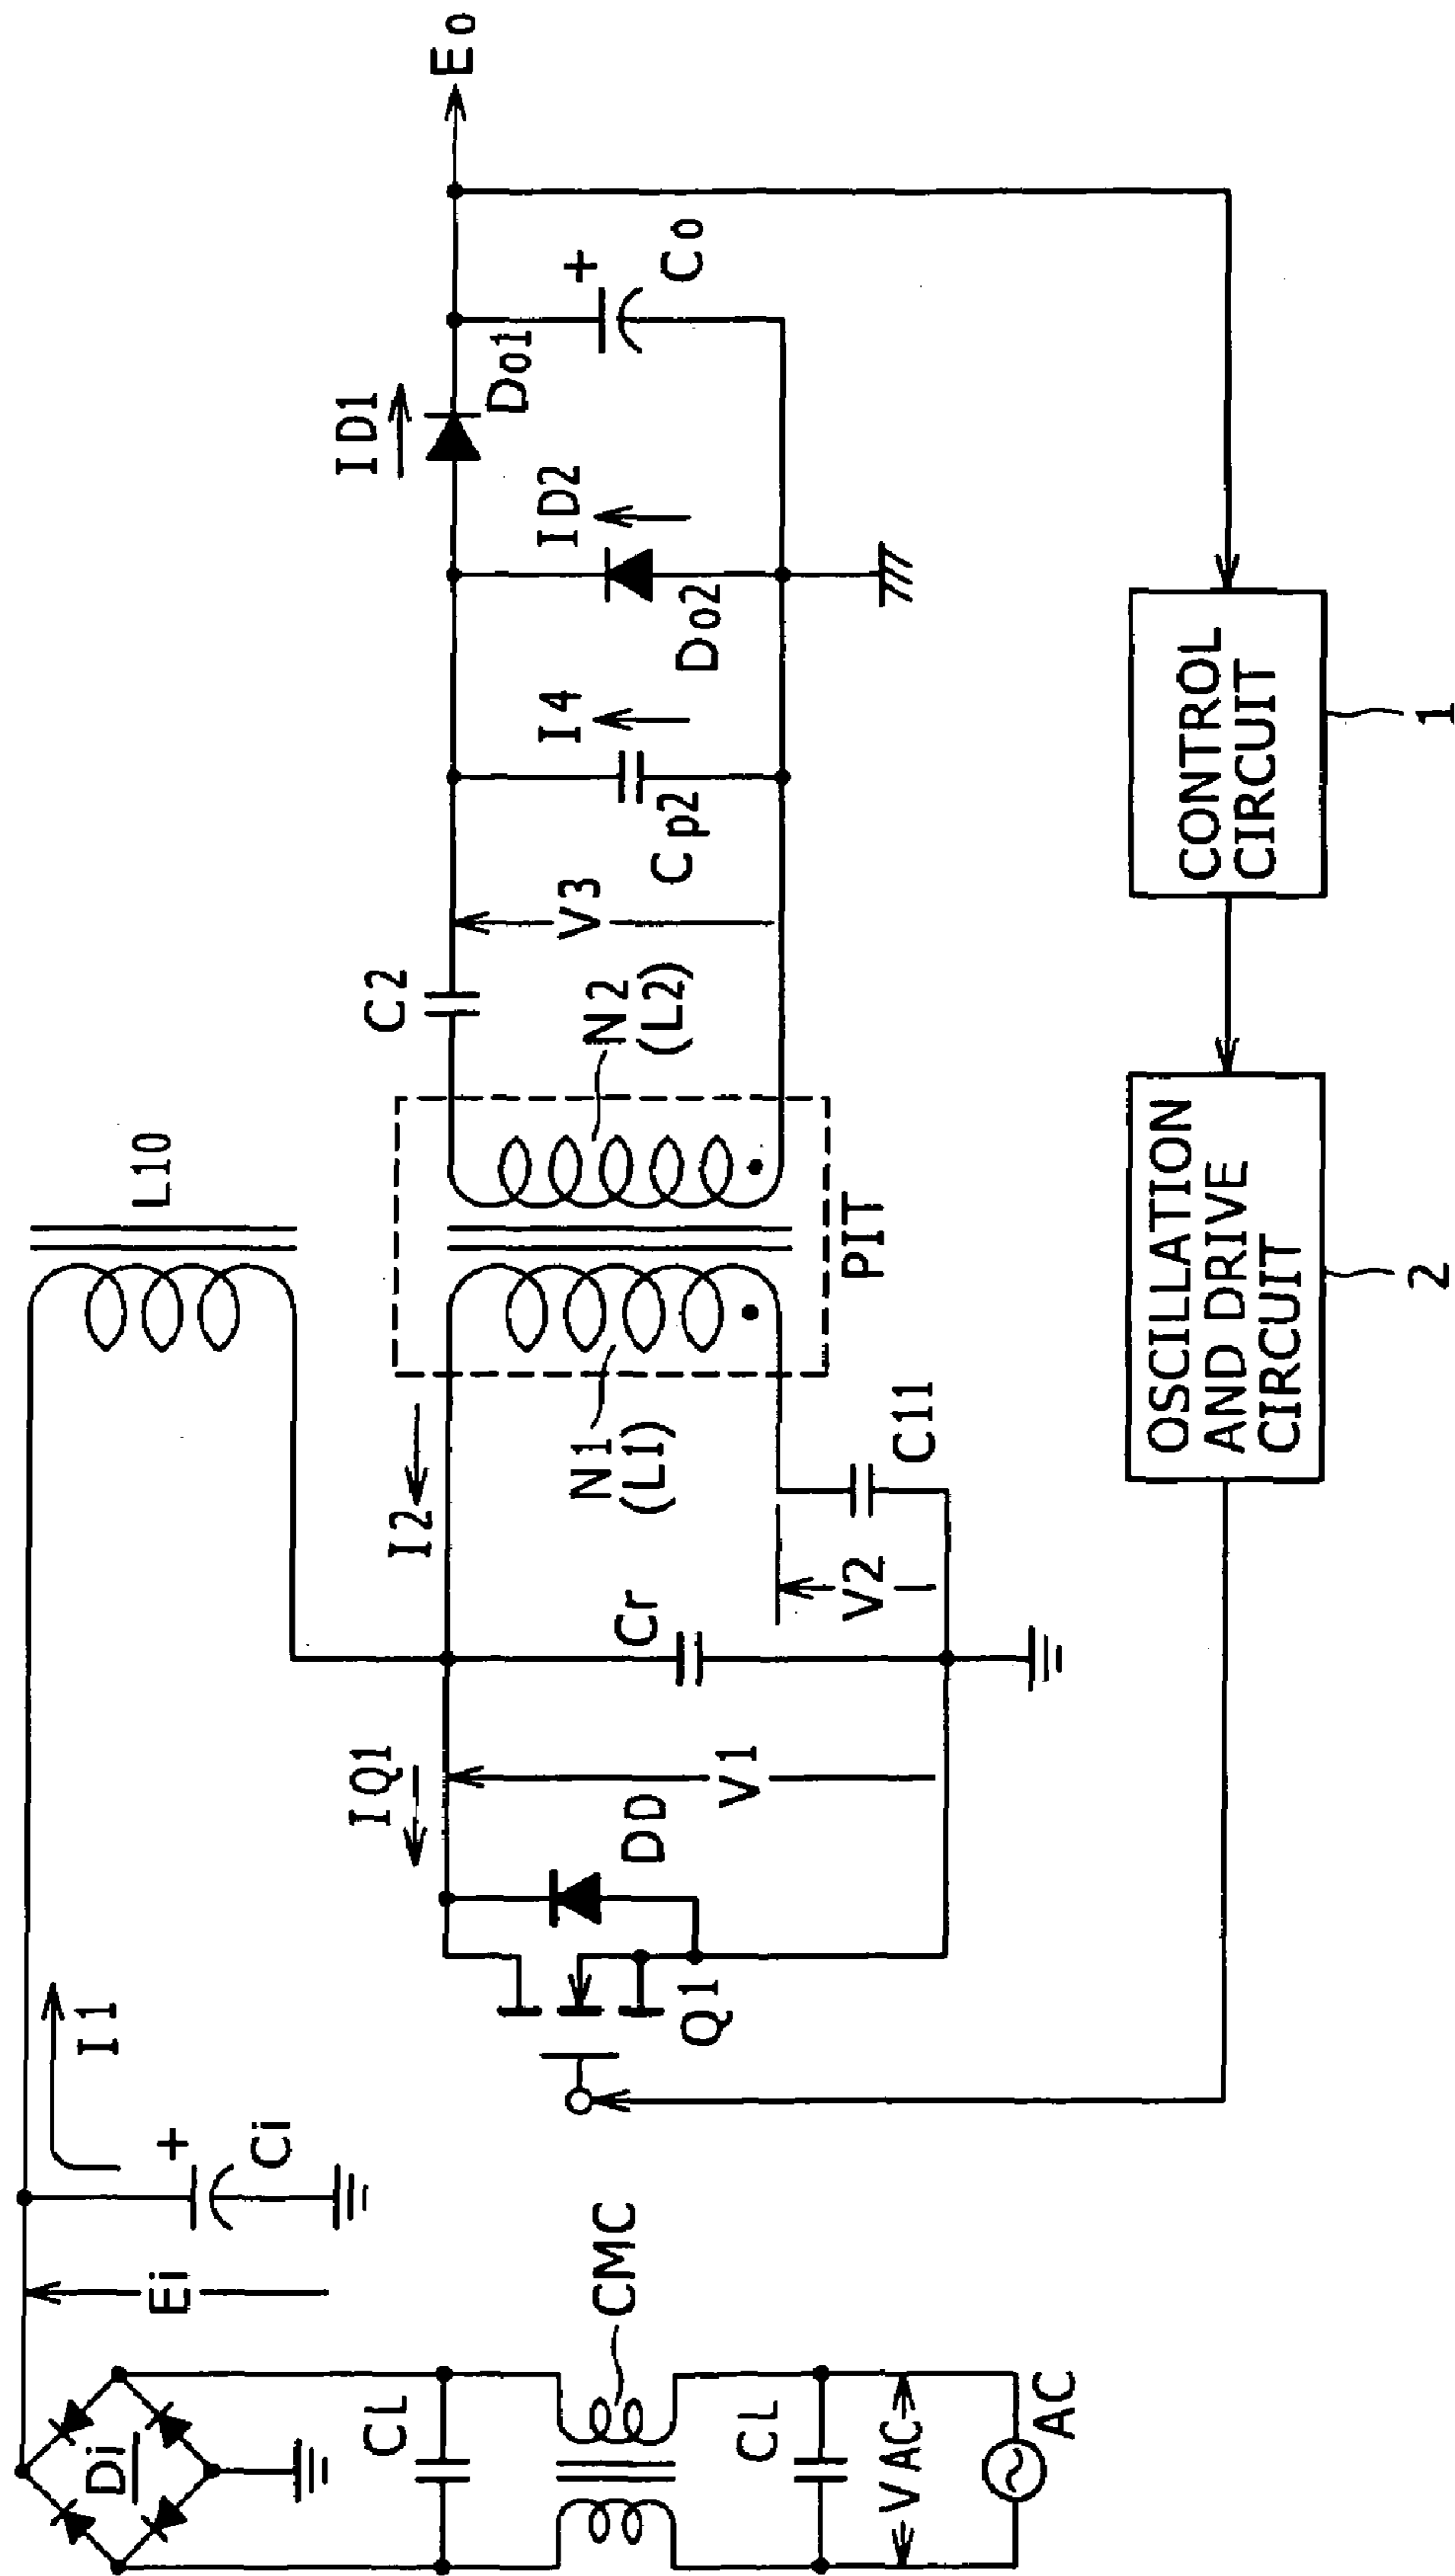 Di
Ei
Ci
+
I1
L10
CL
CMC
CL
VAC
AC
Q1
IQ1
DD
V1
Cr
I2
N1
(L1)
V2
C11
PIT
N2
(L2)
C2
V3
Cp2
I4
Do2
ID2
ID1
Do1
+
Co
Eo
OSCILLATION
AND DRIVE
CIRCUIT
2
CONTROL
CIRCUIT
1